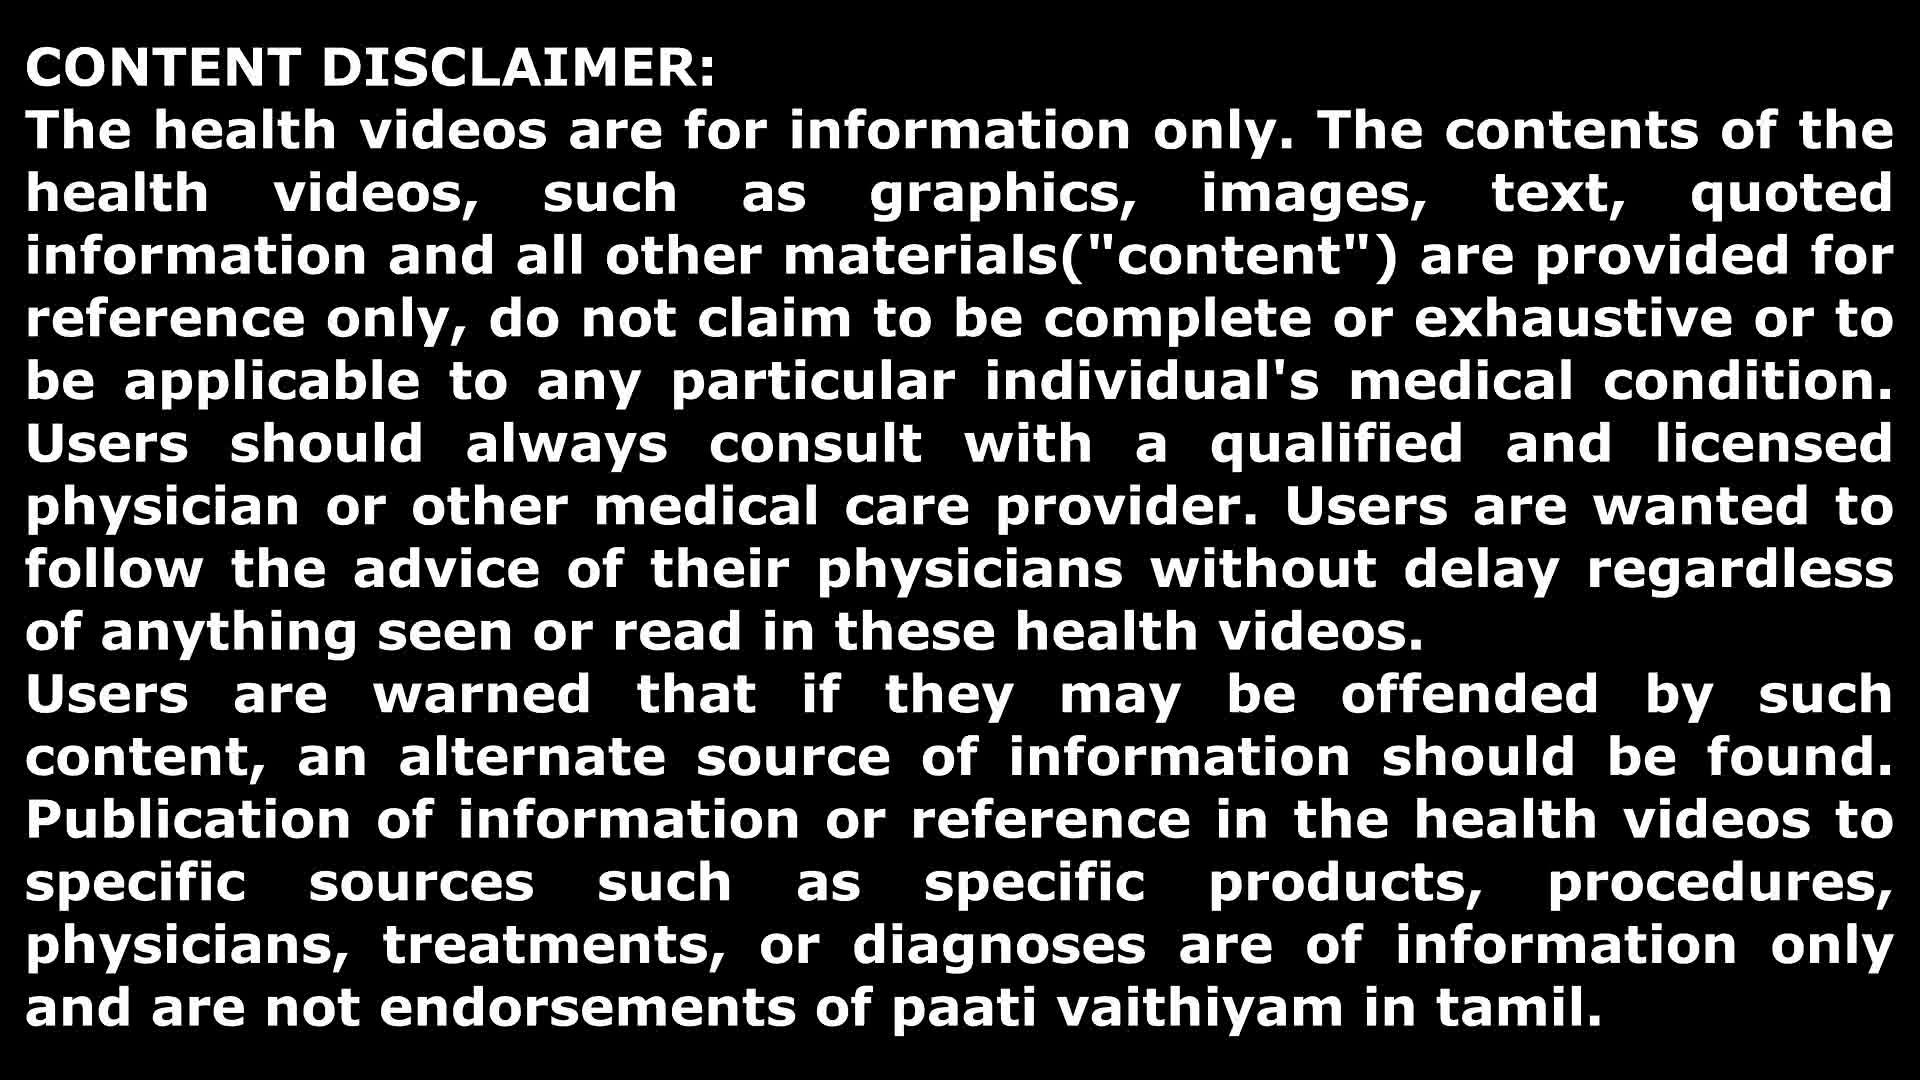 CONTENT DISCLAIMER:
The health videos are for information only. The contents of the
health videos, such as graphics, images, text, quoted
information and all other materials("content") are provided for
reference only, do not claim to be complete or exhaustive or to
be applicable to any particular individual's medical condition.
Users should always consult with a qualified and licensed
physician or other medical care provider. Users are wanted to
follow the advice of their physicians without delay regardless
of anything seen or read in these health videos.
Users are warned that if they may be offended by such
content, an alternate source of information should be found.
Publication of information or reference in the health videos to
specific sources such as specific products, procedures,
physicians, treatments, or diagnoses are of information only
and are not endorsements of paati vaithiyam in tamil.